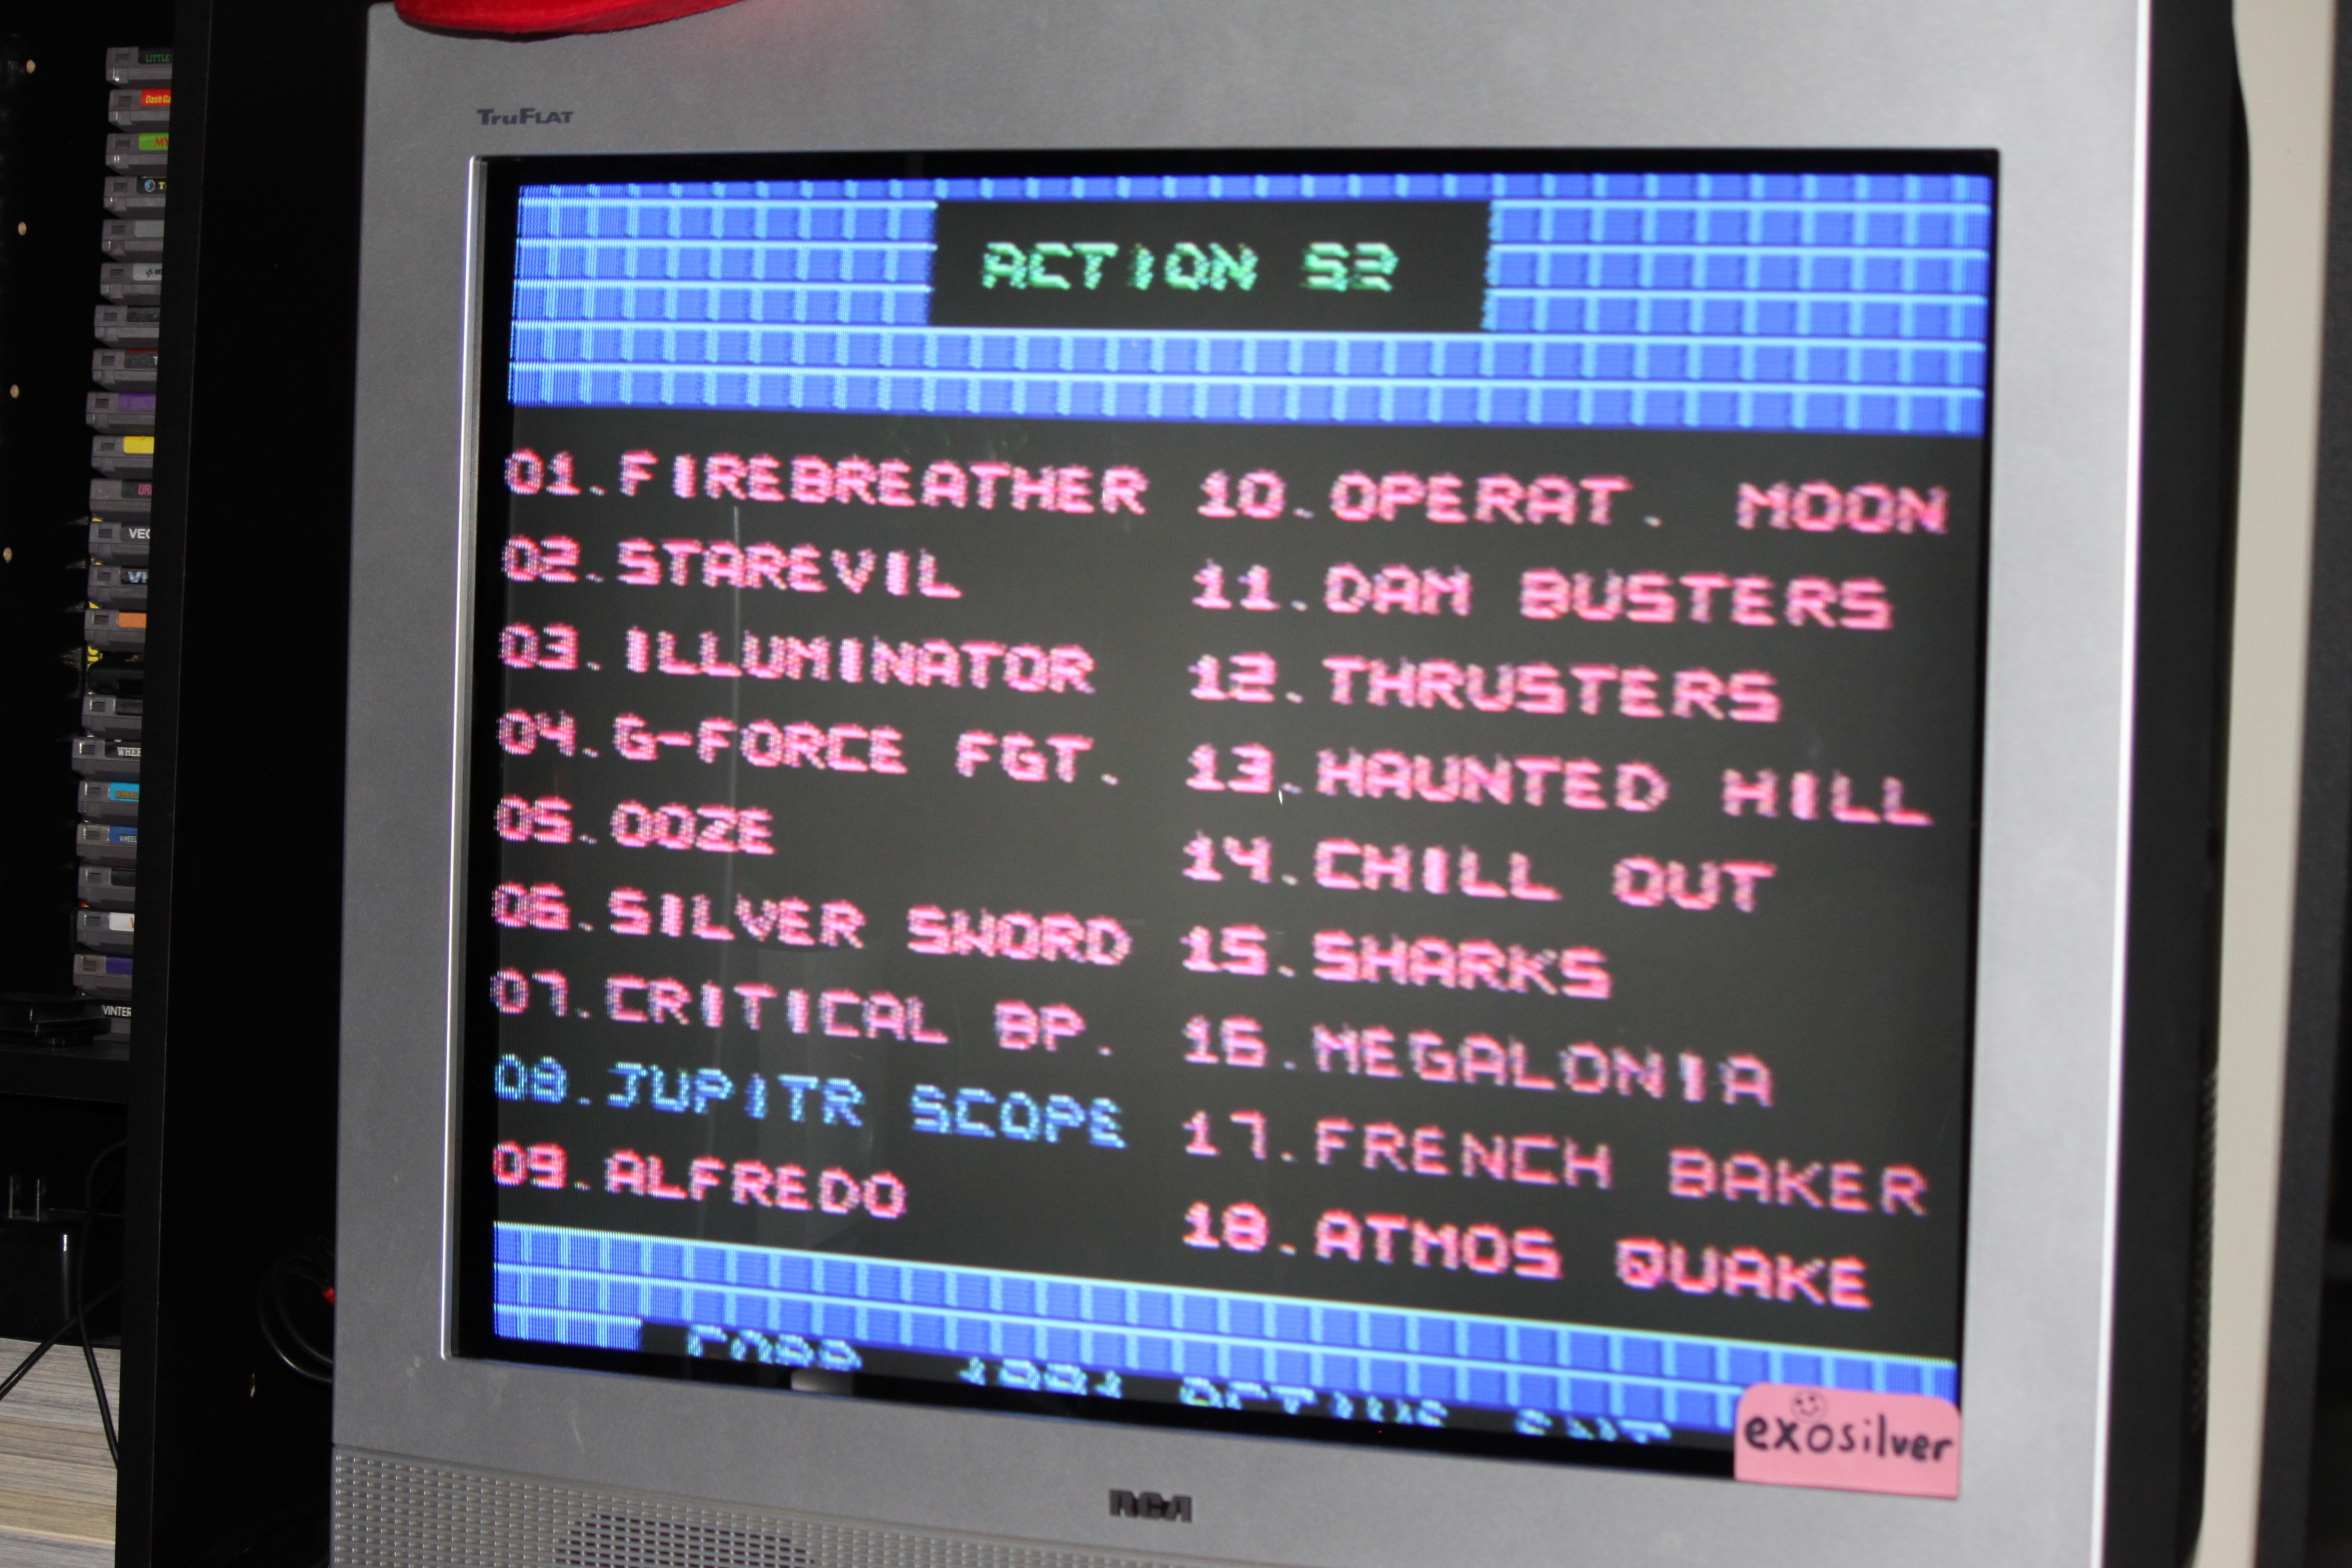 LITTLE
TRUFLAT
ACTION 52
01.FIREBREATHER
02.STAREVIL
03.ILLUMINATOR
04.G-FORCE FGT.
05.OOZE
06.SILVER SWORD
07.CRITICAL BP.
08.JUPITR SCOPE
09.ALFREDO
10.OPERAT. MOON
11.DAM BUSTERS
12.THRUSTERS
13.HAUNTED HILL
14.CHILL OUT
15.SHARKS
16.MEGALONIA
17.FRENCH BAKER
18.ATMOS QUAKE
exosilver
RCA